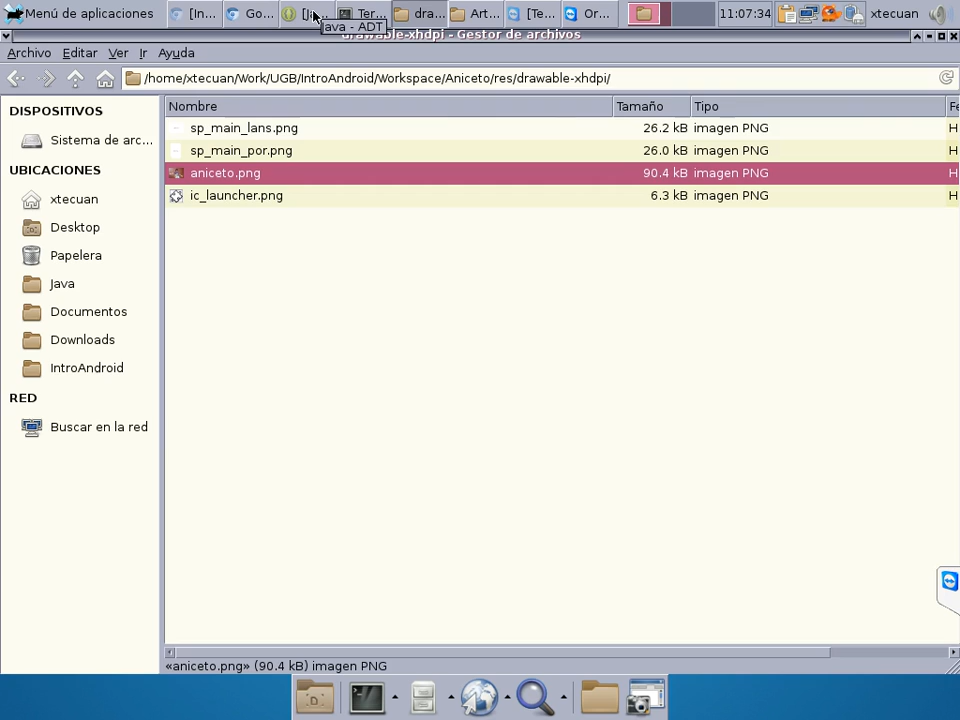 Menú de aplicaciones
[In...
Go...
[Ja...
Ter...
dra...
Art...
[Te...
Or...
11:07:34
xtecuan
ava - ADT
drawable-xhdpi - Gestor de archivos
Archivo Editar Ver Ir Ayuda
/home/xtecuan/Work/UGB/IntroAndroid/Workspace/Aniceto/res/drawable-xhdpi/
DISPOSITIVOS
Sistema de arc...
UBICACIONES
xtecuan
Desktop
Papelera
Java
Documentos
Downloads
IntroAndroid
RED
Buscar en la red
Nombre Tamaño Tipo Fe
sp_main_lans.png 26.2 kB imagen PNG H
sp_main_por.png 26.0 kB imagen PNG H
aniceto.png 90.4 kB imagen PNG H
ic_launcher.png 6.3 kB imagen PNG H
«aniceto.png» (90.4 kB) imagen PNG